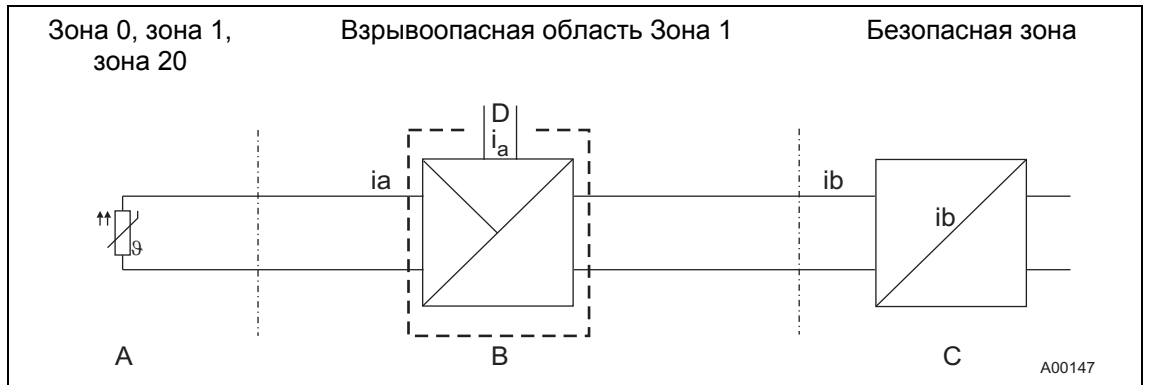 Зона 0, зона 1,
зона 20
Взрывоопасная область Зона 1
Безопасная зона
D
ia
ia
ib
ib
ϑ
A
B
C
A00147